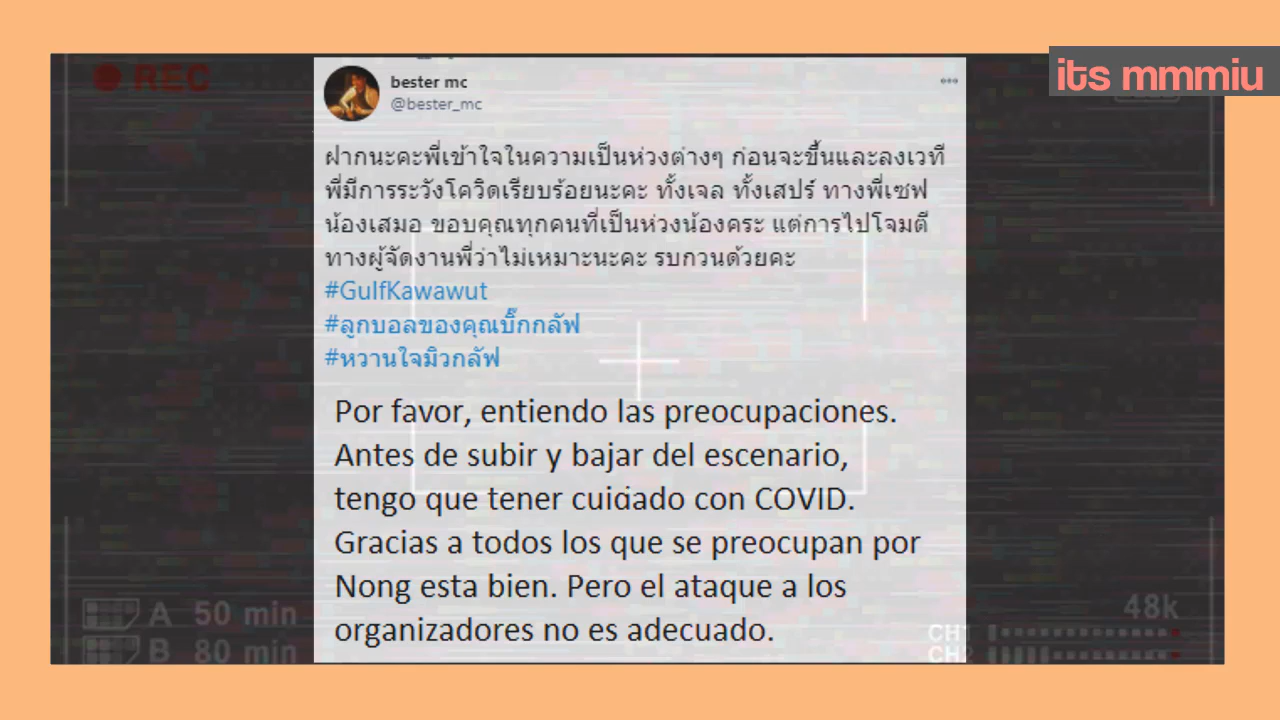 REC
its mmmiu
bester mc
@bester_mc
ฝากนะคะพี่เข้าใจในความเป็นห่วงต่างๆ ก่อนจะขึ้นและลงเวที
พี่มีการระวังโควิดเรียบร้อยนะคะ ทั้งเจล ทั้งเสปร์ ทางพี่เซฟ
น้องเสมอ ขอบคุณทุกคนที่เป็นห่วงน้องคระ แต่การไปโจมตี
ทางผู้จัดงานพี่ว่าไม่เหมาะนะคะ รบกวนด้วยคะ
#GulfKawawut
#ลูกบอลของคุณบิ๊กกลัฟ
#หวานใจมิวกลัฟ
Por favor, entiendo las preocupaciones.
Antes de subir y bajar del escenario,
tengo que tener cuidado con COVID.
Gracias a todos los que se preocupan por
Nong esta bien. Pero el ataque a los
organizadores no es adecuado.
A 50 min
B 80 min
48k
CH1
CH2